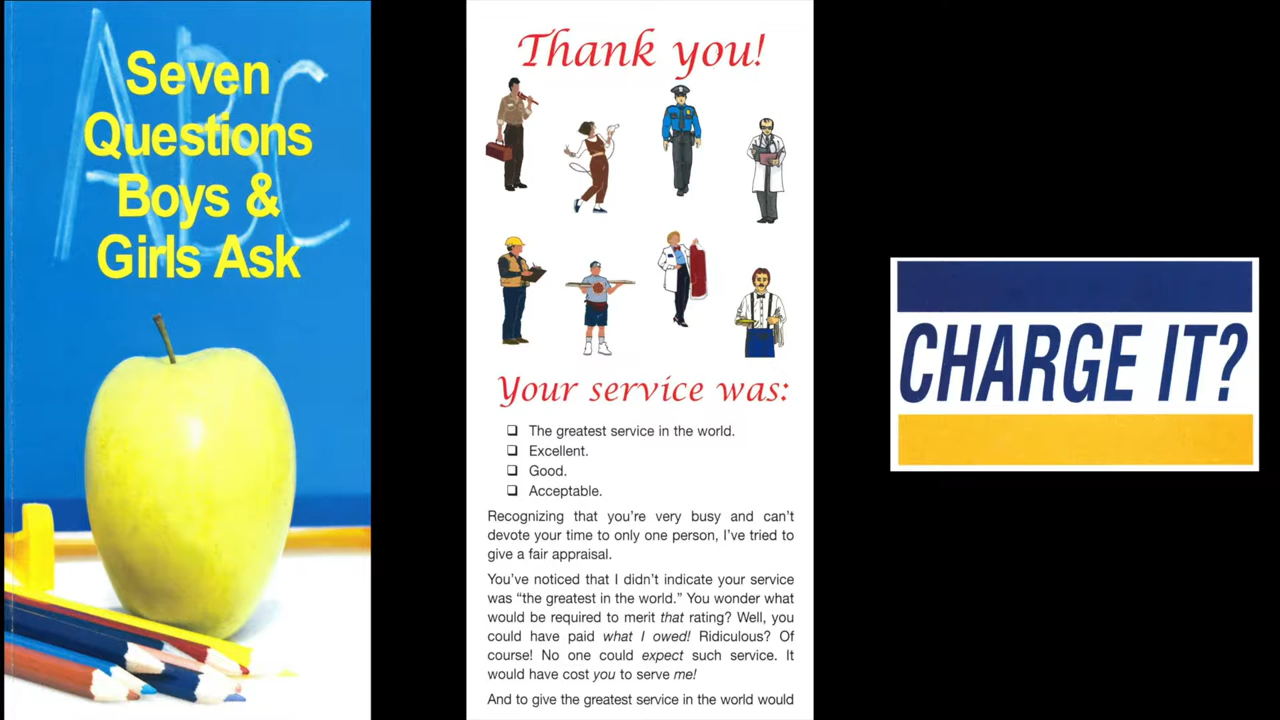 ABC
Seven
Questions
Boys &
Girls Ask
Thank you!
Your service was:
❑ The greatest service in the world.
❑ Excellent.
❑ Good.
❑ Acceptable.
Recognizing that you're very busy and can't
devote your time to only one person, I've tried to
give a fair appraisal.
You've noticed that I didn't indicate your service
was “the greatest in the world.” You wonder what
would be required to merit that rating? Well, you
could have paid what I owed! Ridiculous? Of
course! No one could expect such service. It
would have cost you to serve me!
And to give the greatest service in the world would
CHARGE IT?